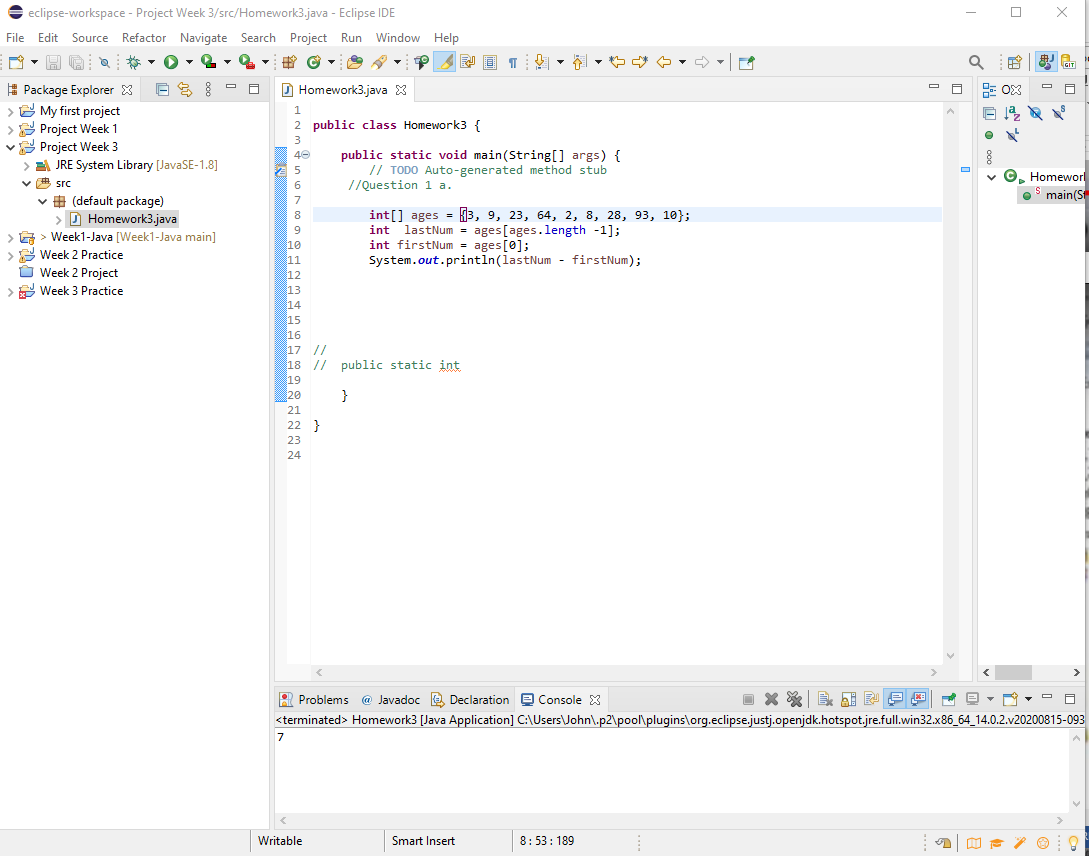 eclipse-workspace - Project Week 3/src/Homework3.java - Eclipse IDE
File Edit Source Refactor Navigate Search Project Run Window Help
Package Explorer
My first project
Project Week 1
Project Week 3
JRE System Library [JavaSE-1.8]
src
(default package)
Homework3.java
> Week1-Java [Week1-Java main]
Week 2 Practice
Week 2 Project
Week 3 Practice
Homework3.java
1
2 public class Homework3 {
3
4 public static void main(String[] args) {
5 // TODO Auto-generated method stub
6 //Question 1 a.
7
8 int[] ages = {3, 9, 23, 64, 2, 8, 28, 93, 10};
9 int  lastNum = ages[ages.length -1];
10 int firstNum = ages[0];
11 System.out.println(lastNum - firstNum);
12
13
14
15
16
17 //
18 //  public static int
19
20 }
21
22 }
23
24
O
Homework
main(St
Problems @ Javadoc Declaration Console
<terminated> Homework3 [Java Application] C:\Users\John\.p2\pool\plugins\org.eclipse.justj.openjdk.hotspot.jre.full.win32.x86_64_14.0.2.v20200815-093
7
Writable Smart Insert 8 : 53 : 189